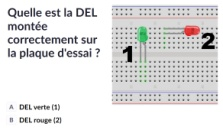 Quelle est la DEL
montée
correctement sur
la plaque d'essai ?
1
2
A DEL verte (1)
B DEL rouge (2)